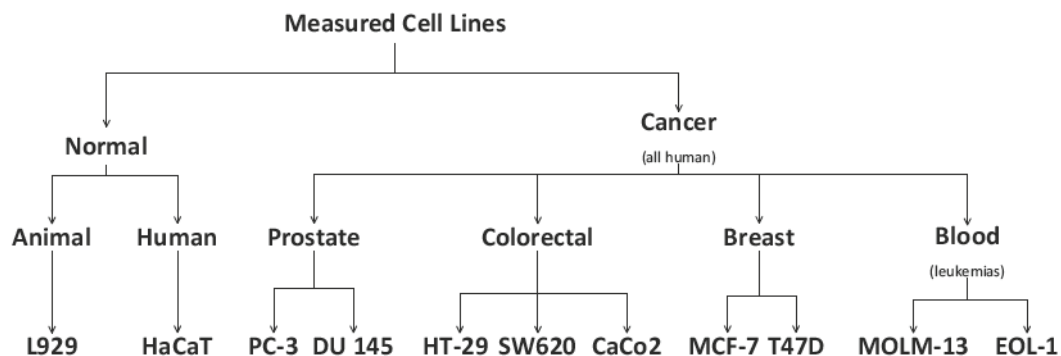 Measured Cell Lines
Normal
Cancer
(all human)
Animal Human Prostate Colorectal Breast Blood
(leukemias)
L929 HaCaT PC-3 DU 145 HT-29 SW620 CaCo2 MCF-7 T47D MOLM-13 EOL-1